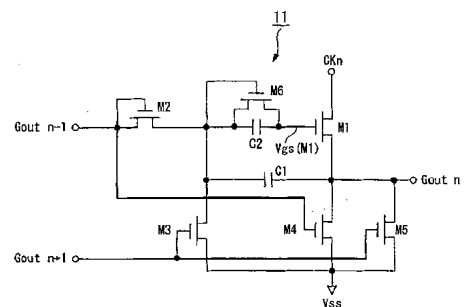 11
CKn
M6
M2
M1
Gout n-1
C2
Vgs(M1)
C1
Gout n
M3
M4
M5
Gout n+1
Vss